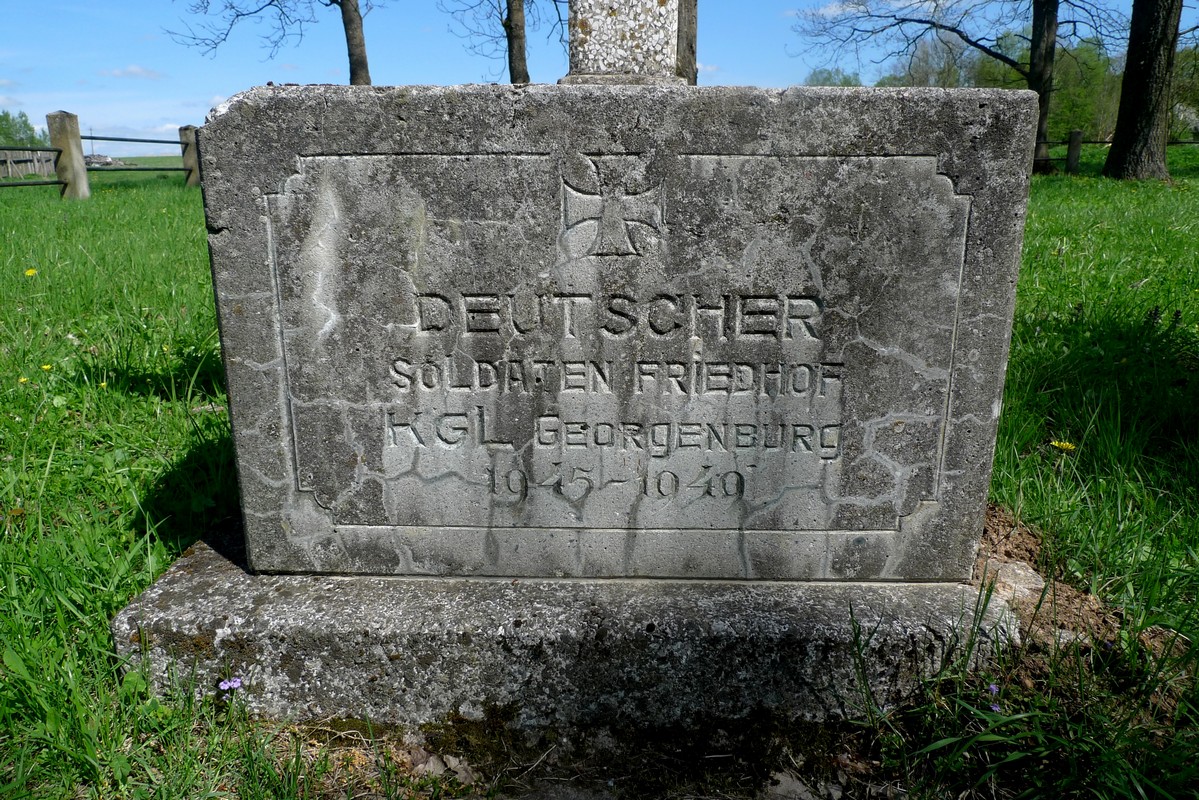 DEUTSCHER
SOLDATEN FRIEDHOF
KGL GEORGENBURG
1945-1949